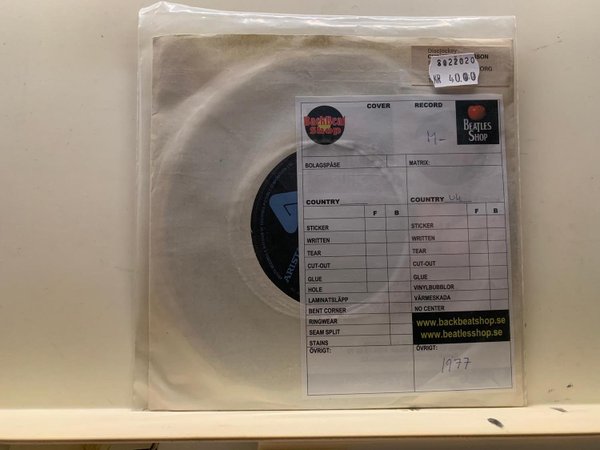 Discjockey
8022020
KR 40.00
COVER RECORD
BackBeat
Shop
M-
BEATLES
SHOP
BOLAGSPÅSE MATRIX:
COUNTRY COUNTRY
F B F B
STICKER STICKER
WRITTEN WRITTEN
TEAR TEAR
CUT-OUT CUT-OUT
GLUE GLUE
HOLE VINYLBUBBLOR
LAMINATSLÄPP VÄRMESKADA
BENT CORNER NO CENTER
RINGWEAR
SEAM SPLIT
STAINS
www.backbeatshop.se
www.beatlesshop.se
ÖVRIGT: ÖVRIGT:
1977